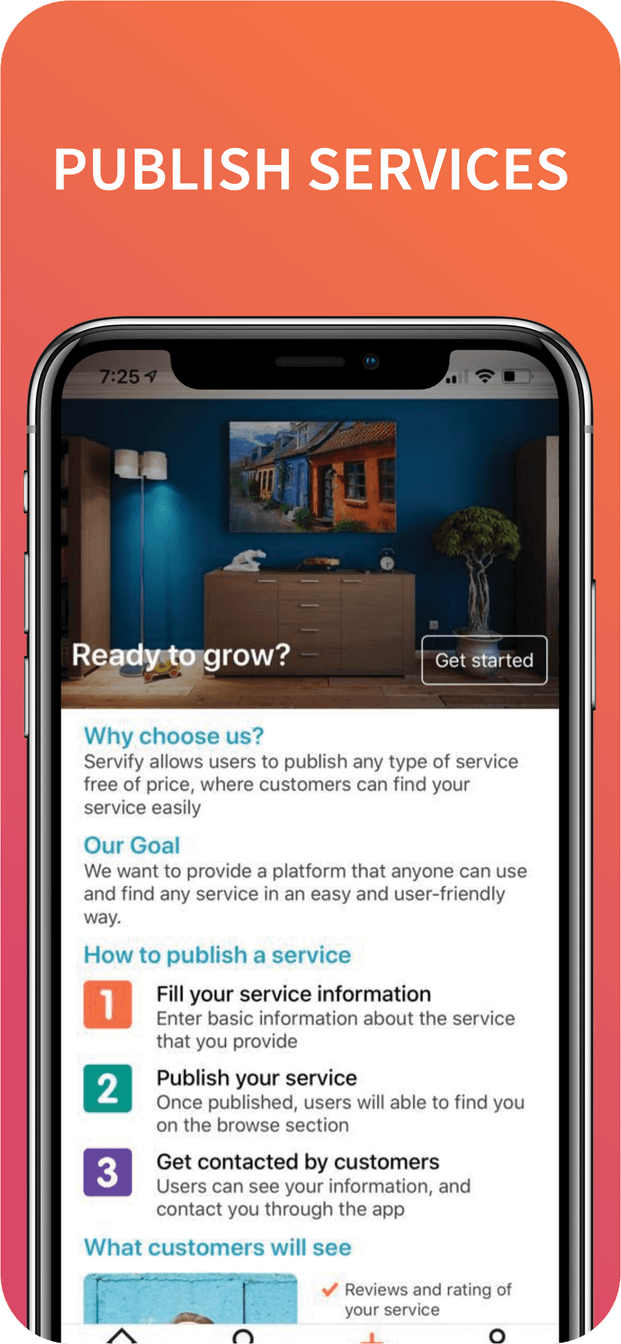 PUBLISH SERVICES
7:25
Ready to grow?
Get started
Why choose us?
Servify allows users to publish any type of service
free of price, where customers can find your
service easily
Our Goal
We want to provide a platform that anyone can use
and find any service in an easy and user-friendly
way.
How to publish a service
1
Fill your service information
Enter basic information about the service
that you provide
2
Publish your service
Once published, users will able to find you
on the browse section
3
Get contacted by customers
Users can see your information, and
contact you through the app
What customers will see
Reviews and rating of
your service